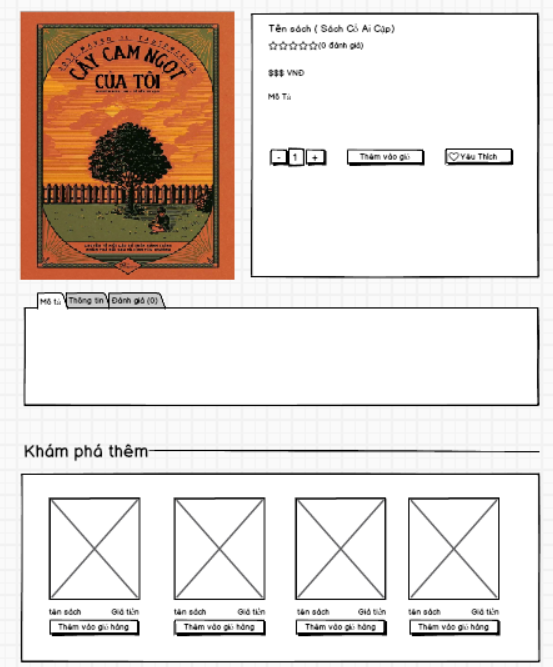 CÂY CAM NGỌT
CỦA TÔI
Tên sách ( Sách Cổ Ai Cập)
(0 đánh giá)
$$$ VNĐ
Mô Tả
- 1 + Thêm vào giỏ Yêu Thích
Mô tả Thông tin Đánh giá (0)
Khám phá thêm
tên sách Giá tiền tên sách Giá tiền tên sách Giá tiền tên sách Giá tiền
Thêm vào giỏ hàng Thêm vào giỏ hàng Thêm vào giỏ hàng Thêm vào giỏ hàng